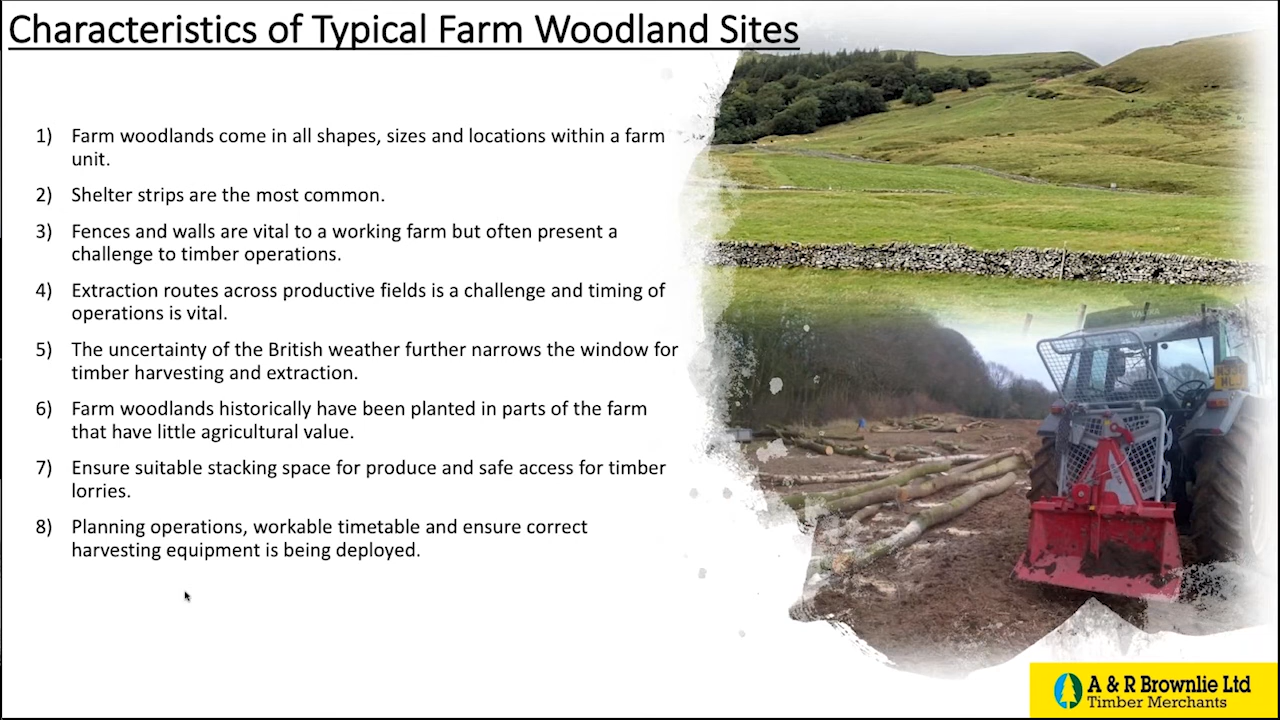 Characteristics of Typical Farm Woodland Sites
1) Farm woodlands come in all shapes, sizes and locations within a farm
unit.
2) Shelter strips are the most common.
3) Fences and walls are vital to a working farm but often present a
challenge to timber operations.
4) Extraction routes across productive fields is a challenge and timing of
operations is vital.
5) The uncertainty of the British weather further narrows the window for
timber harvesting and extraction.
6) Farm woodlands historically have been planted in parts of the farm
that have little agricultural value.
7) Ensure suitable stacking space for produce and safe access for timber
lorries.
8) Planning operations, workable timetable and ensure correct
harvesting equipment is being deployed.
A & R Brownlie Ltd
Timber Merchants